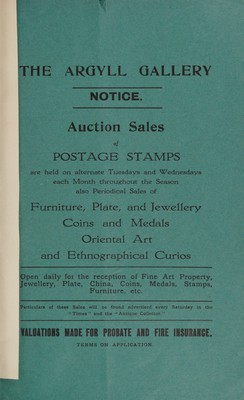 THE ARGYLL GALLERY
NOTICE.
Auction Sales
of
POSTAGE STAMPS
are held on alternate Tuesdays and Wednesdays
each Month throughout the Season
also Periodical Sales of
Furniture, Plate, and Jewellery
Coins and Medals
Oriental Art
and Ethnographical Curios
Open daily for the reception of Fine Art Property,
Jewellery, Plate, China, Coins, Medals, Stamps,
Furniture, etc.
Particulars of these Sales will be found advertised every Saturday in the
"Times" and the "Antique Collector."
VALUATIONS MADE FOR PROBATE AND FIRE INSURANCE.
TERMS ON APPLICATION.